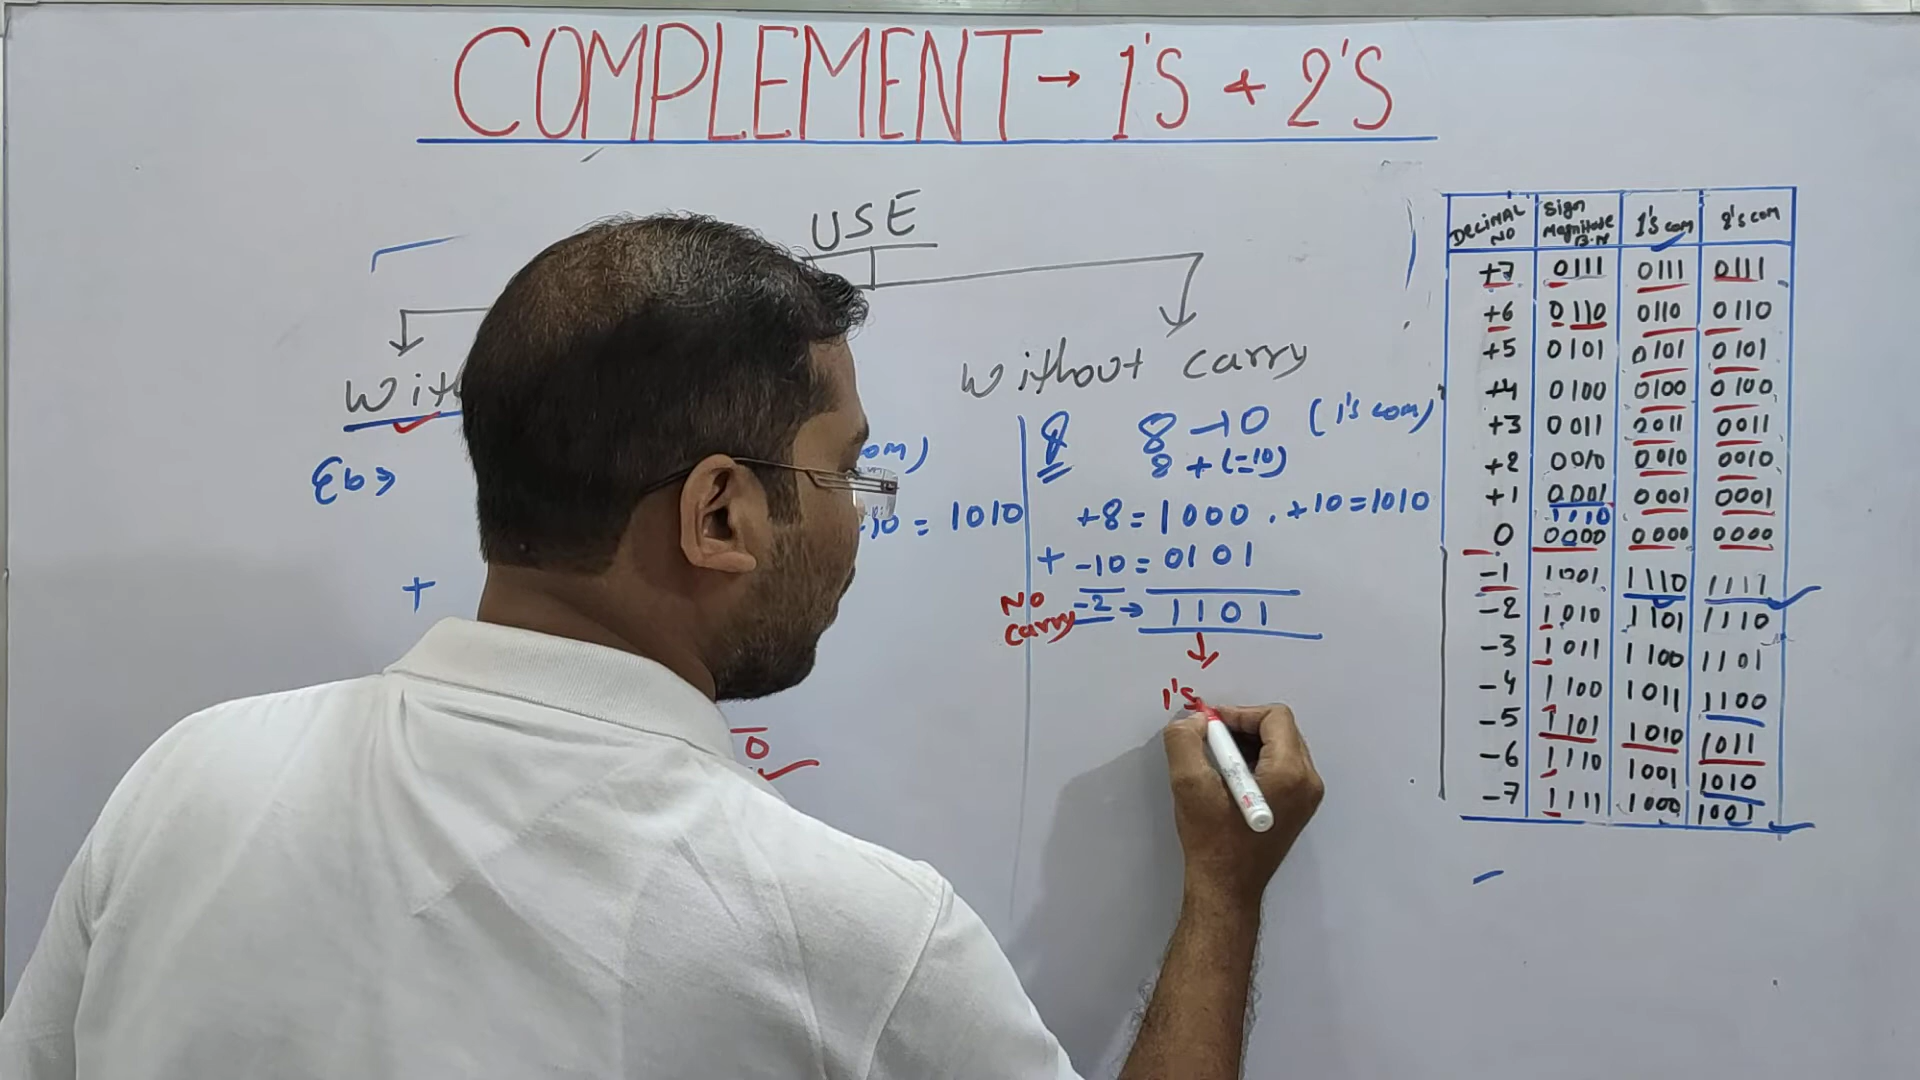 COMPLEMENT → 1'S & 2'S
USE
Without carry
8 → 10 (1's com)
8 + (-10)
= 1010
+8 = 1000 . +10 = 1010
+ -10 = 0101
No carry
-2 → 1101
1's
+
0
DECIMAL NO Sign Magnitude B.N 1's com 2's com
+7 0111 0111 0111
+6 0110 0110 0110
+5 0101 0101 0101
+4 0100 0100 0100
+3 0011 0011 0011
+2 0010 0010 0010
+1 0001 0001 0001
1110
0 0000 0000 0000
-1 1001 1110 1111
-2 1010 1101 1110
-3 1011 1100 1101
-4 1100 1011 1100
-5 1101 1010 1011
-6 1110 1001 1010
-7 1111 1000 1001